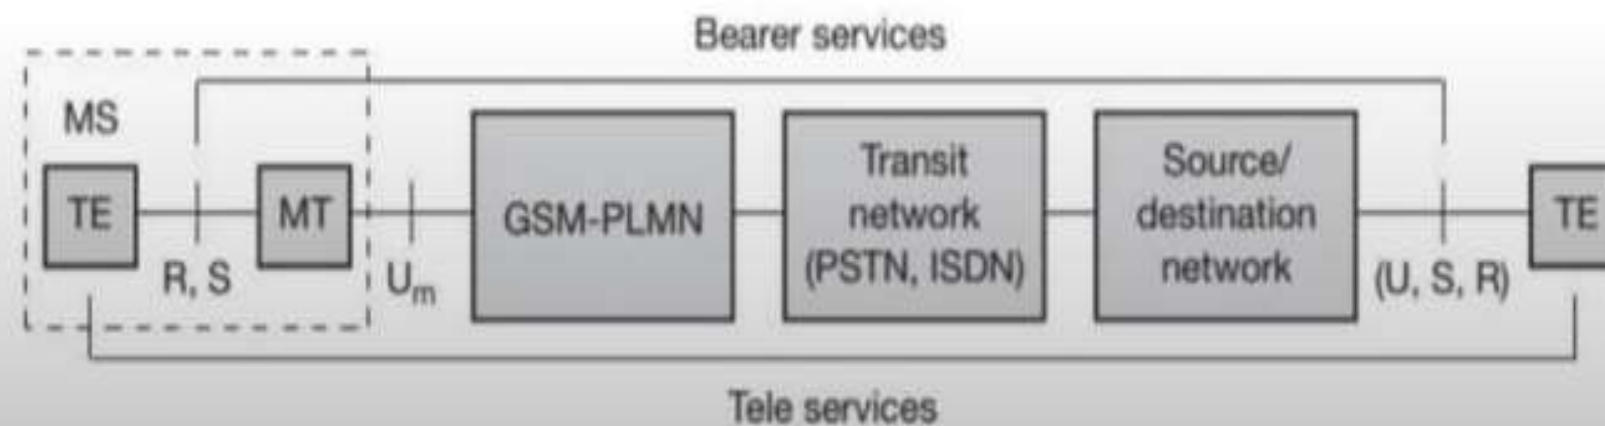 Bearer services
MS
TE
R, S
MT
Um
GSM-PLMN
Transit
network
(PSTN, ISDN)
Source/
destination
network
(U, S, R)
TE
Tele services